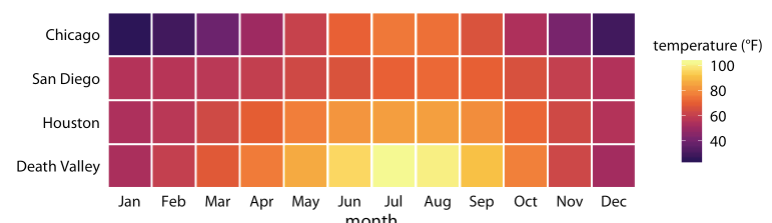 Chicago
San Diego
Houston
Death Valley
Jan Feb Mar Apr May Jun Jul Aug Sep Oct Nov Dec
month
temperature (°F)
100
80
60
40